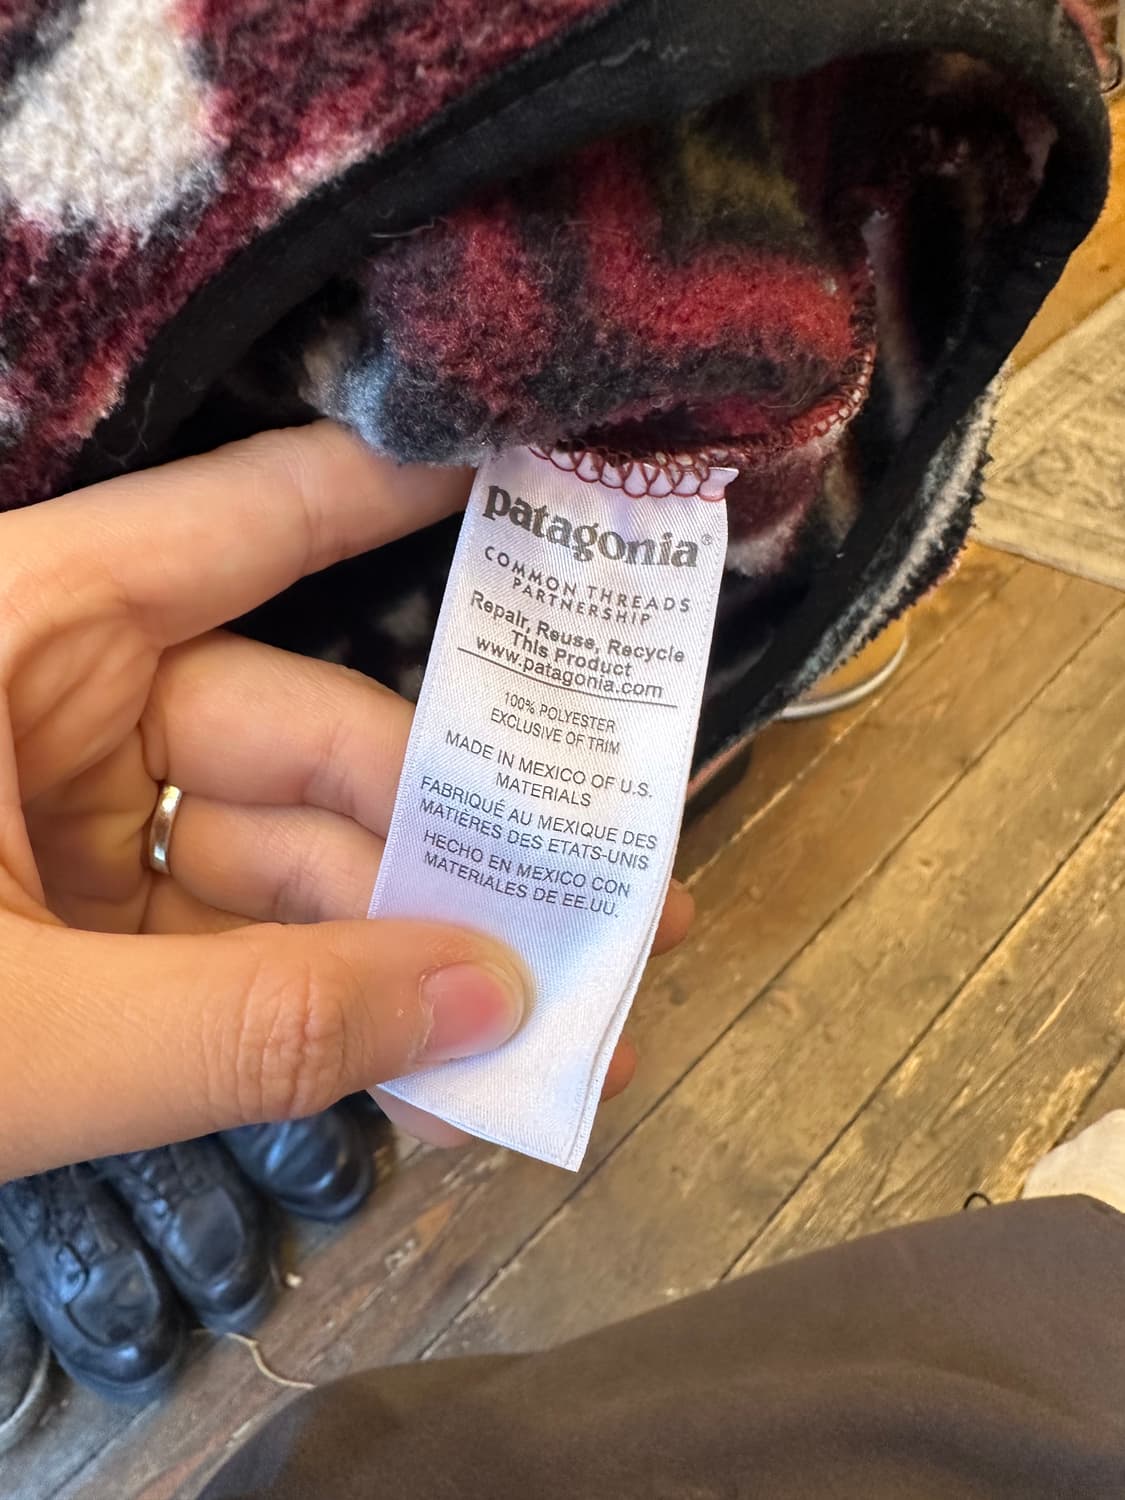 patagonia®
COMMON THREADS
PARTNERSHIP
Repair, Reuse, Recycle
This Product
www.patagonia.com
100% POLYESTER
EXCLUSIVE OF TRIM
MADE IN MEXICO OF U.S.
MATERIALS
FABRIQUÉ AU MEXIQUE DES
MATIÈRES DES ETATS-UNIS
HECHO EN MEXICO CON
MATERIALES DE EE.UU.